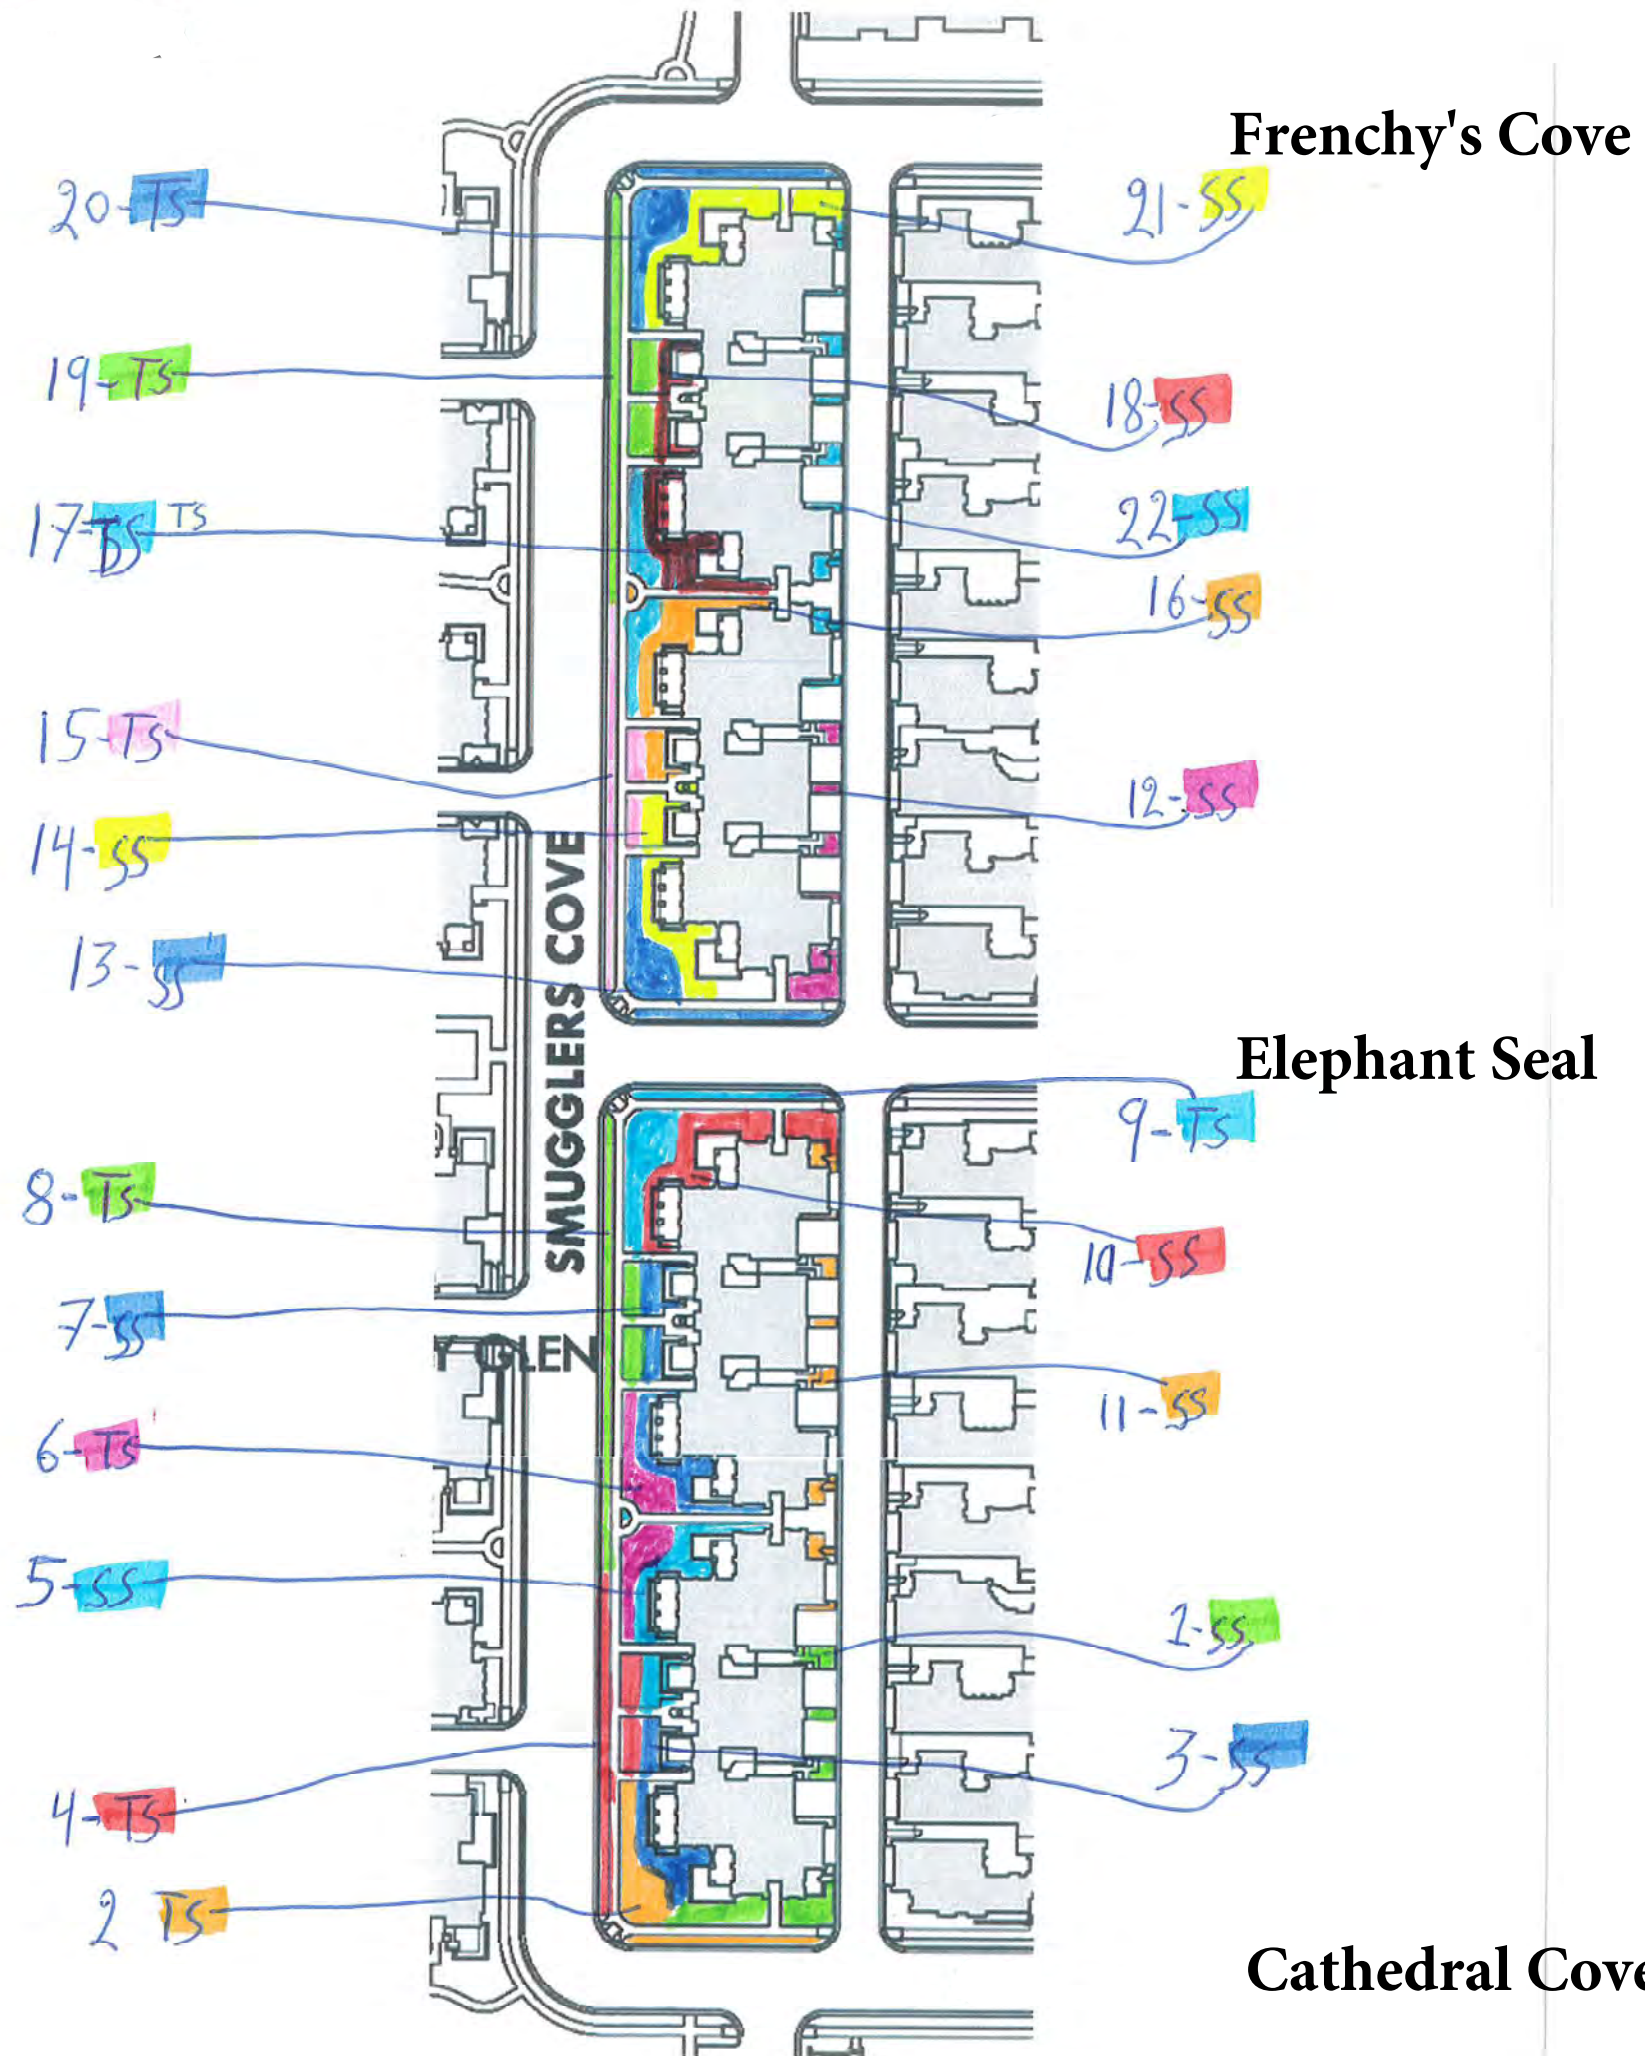 Frenchy's Cove
20-TS
21-SS
19-TS
18-SS
17-TS TS
22-SS
16-SS
15-TS
12-SS
14-SS
13-SS
SMUGGLERS COVE
Elephant Seal
9-TS
8-TS
10-SS
7-SS
Y GLEN
11-SS
6-TS
5-SS
1-SS
3-SS
4-TS
2 TS
Cathedral Cove